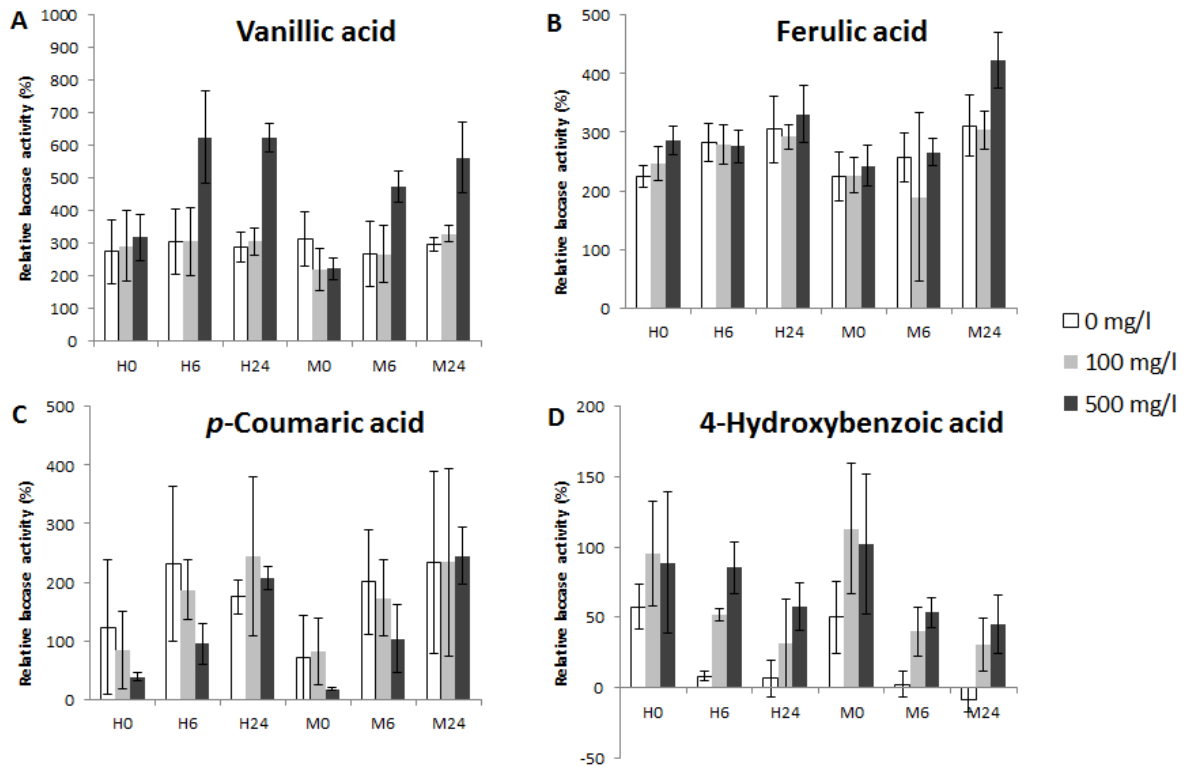 A
Vanillic acid
Relative laccase activity (%)
1000
900
800
700
600
500
400
300
200
100
0
H0 H6 H24 M0 M6 M24
B
Ferulic acid
Relative laccase activity (%)
500
400
300
200
100
0
H0 H6 H24 M0 M6 M24
0 mg/l
100 mg/l
500 mg/l
C
p-Coumaric acid
Relative laccase activity (%)
500
400
300
200
100
0
H0 H6 H24 M0 M6 M24
D
4-Hydroxybenzoic acid
Relative laccase activity (%)
200
150
100
50
0
-50
H0 H6 H24 M0 M6 M24